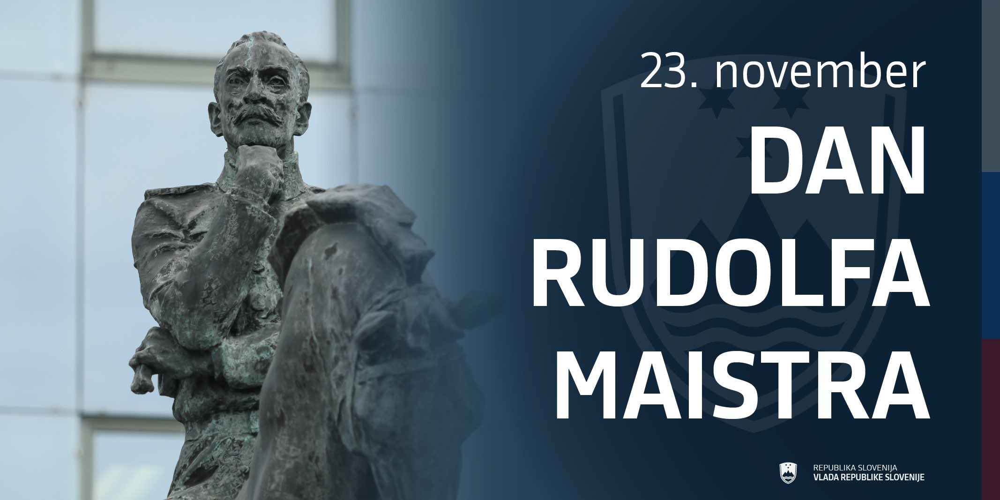 23. november
DAN
RUDOLFA
MAISTRA
REPUBLIKA SLOVENIJA
VLADA REPUBLIKE SLOVENIJE